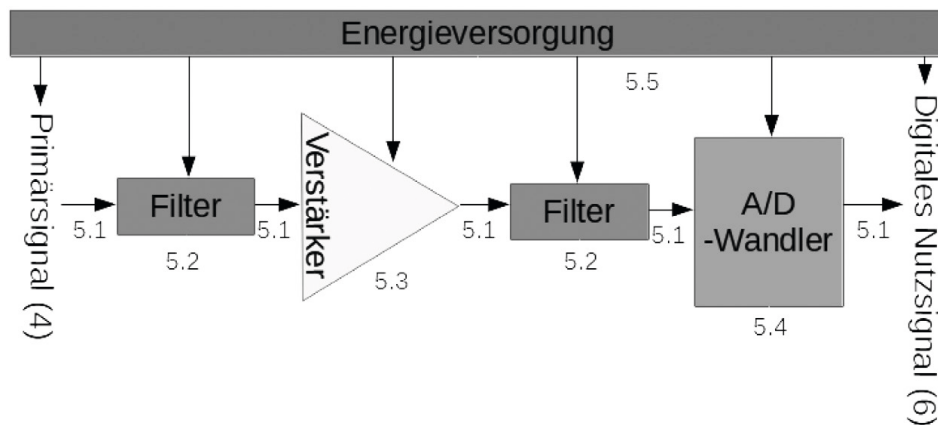 Energieversorgung
5.5
Primärsignal (4)
5.1
Filter
5.2
5.1
Verstärker
5.3
5.1
Filter
5.2
5.1
A/D
-Wandler
5.4
5.1
Digitales Nutzsignal (6)